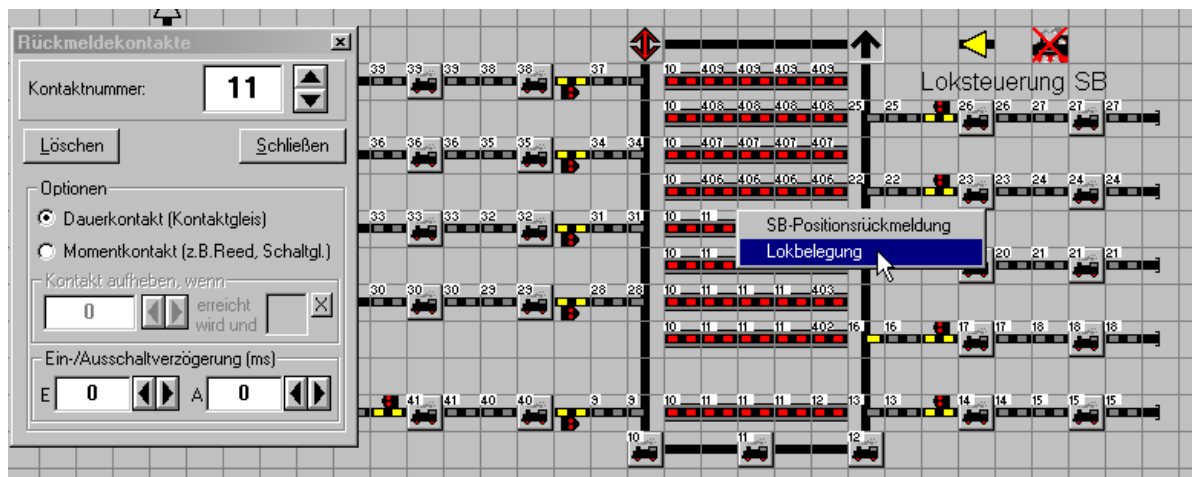 Rückmeldekontakte
Kontaktnummer: 11
Löschen Schließen
Optionen
Dauerkontakt (Kontaktgleis)
Momentkontakt (z.B.Reed, Schaltgl.)
Kontakt aufheben, wenn
0 erreicht wird und X
Ein-/Ausschaltverzögerung (ms)
E 0 A 0
Loksteuerung SB
SB-Positionsrückmeldung
Lokbelegung
39 39 39 38 38 37 10 409 409 409 409
10 408 408 408 408 25 25 26 26 27 27 27
36 36 36 35 35 34 34 10 407 407 407 407
10 406 406 406 406 22 22 23 23 24 24 24
33 33 33 32 32 31 31 10 11
10 11 20 21 21 21
30 30 30 29 29 28 28 10 11 11 11 403
10 11 11 11 402 16 16 17 17 18 18 18
41 41 40 40 9 9 10 11 11 11 12 13 13 14 14 15 15 15
10 11 12